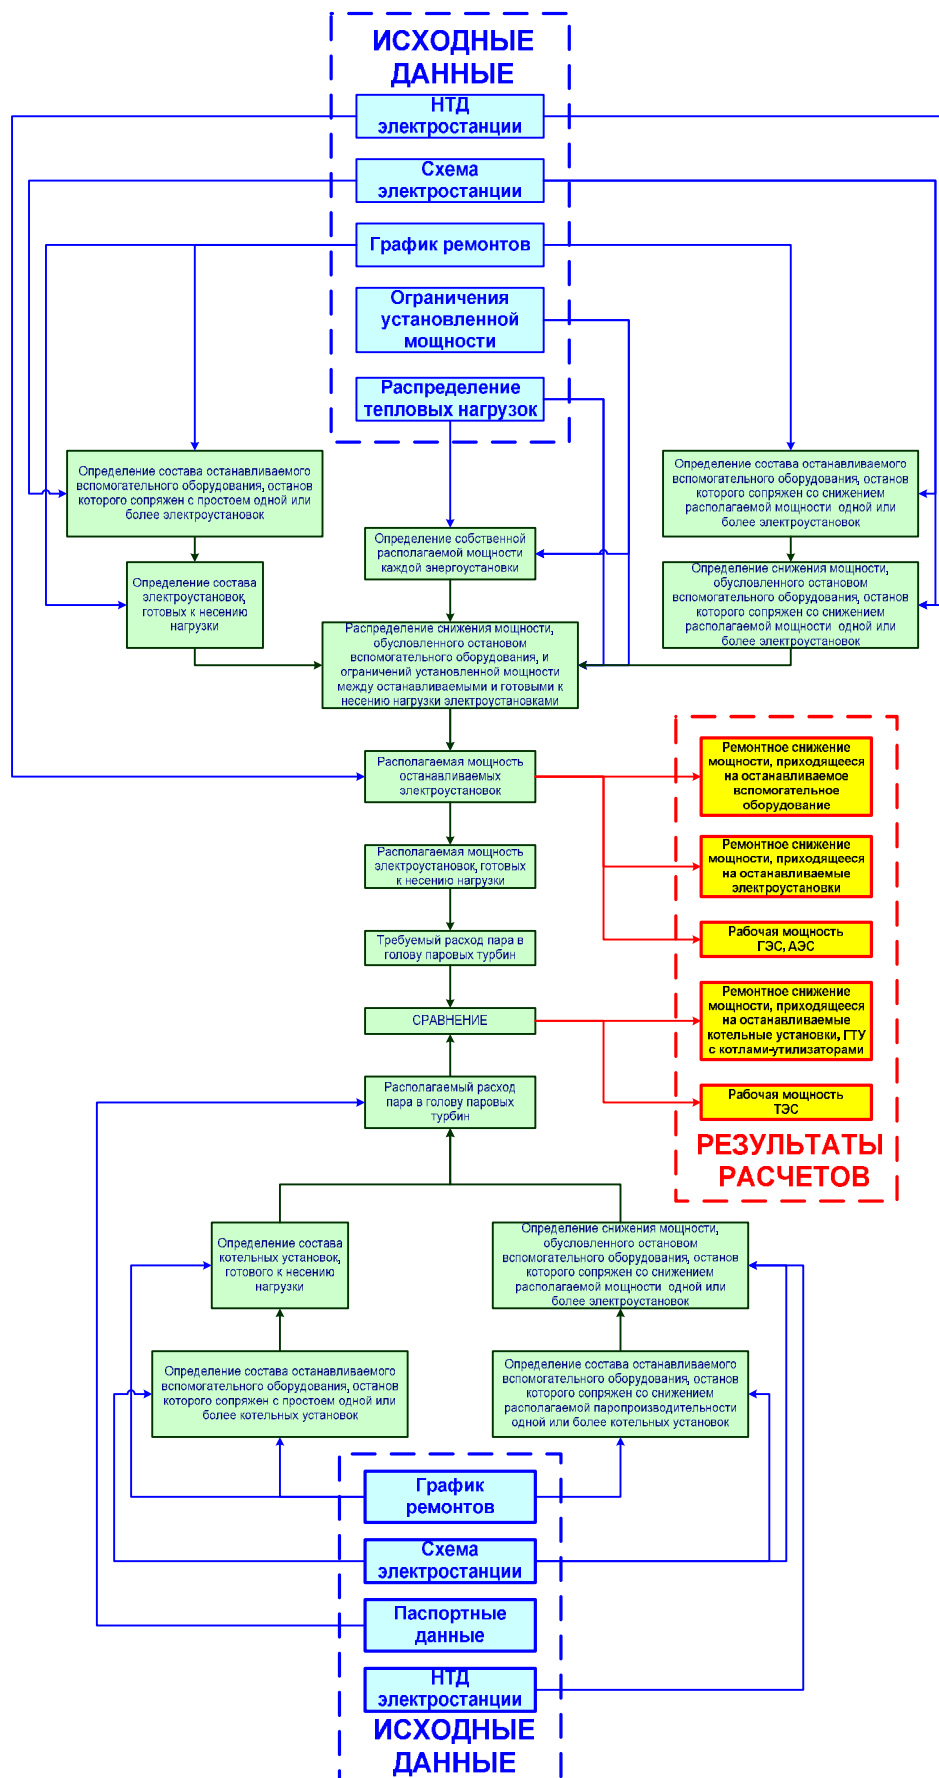 ИСХОДНЫЕ
ДАННЫЕ
НТД
электростанции
Схема
электростанции
График ремонтов
Ограничения
установленной
мощности
Распределение
тепловых нагрузок
Определение состава останавливаемого
вспомогательного оборудования, останов
которого сопряжен с простоем одной или
более электроустановок
Определение состава останавливаемого
вспомогательного оборудования, останов
которого сопряжен со снижением
располагаемой мощности одной или
более электроустановок
Определение собственной
располагаемой мощности
каждой энергоустановки
Определение состава
электроустановок,
готовых к несению
нагрузки
Определение снижения мощности,
обусловленного остановом
вспомогательного оборудования, останов
которого сопряжен со снижением
располагаемой мощности одной или
более электроустановок
Распределение снижения мощности,
обусловленного остановом
вспомогательного оборудования, и
ограничений установленной мощности
между останавливаемыми и готовыми к
несению нагрузки электроустановками
Располагаемая мощность
останавливаемых
электроустановок
Ремонтное снижение
мощности, приходящееся
на останавливаемое
вспомогательное
оборудование
Располагаемая мощность
электроустановок, готовых
к несению нагрузки
Ремонтное снижение
мощности, приходящееся
на останавливаемые
электроустановки
Требуемый расход пара в
голову паровых турбин
Рабочая мощность
ГЭС, АЭС
СРАВНЕНИЕ
Ремонтное снижение
мощности, приходящееся
на останавливаемые
котельные установки, ГТУ
с котлами-утилизаторами
Располагаемый расход
пара в голову паровых
турбин
Рабочая мощность
ТЭС
РЕЗУЛЬТАТЫ
РАСЧЕТОВ
Определение состава
котельных установок,
готового к несению
нагрузки
Определение снижения мощности,
обусловленного остановом
вспомогательного оборудования, останов
которого сопряжен со снижением
располагаемой мощности одной или
более электроустановок
Определение состава останавливаемого
вспомогательного оборудования, останов
которого сопряжен с простоем одной или
более котельных установок
Определение состава останавливаемого
вспомогательного оборудования, останов
которого сопряжен со снижением
располагаемой паропроизводительности
одной или более котельных установок
График
ремонтов
Схема
электростанции
Паспортные
данные
НТД
электростанции
ИСХОДНЫЕ
ДАННЫЕ